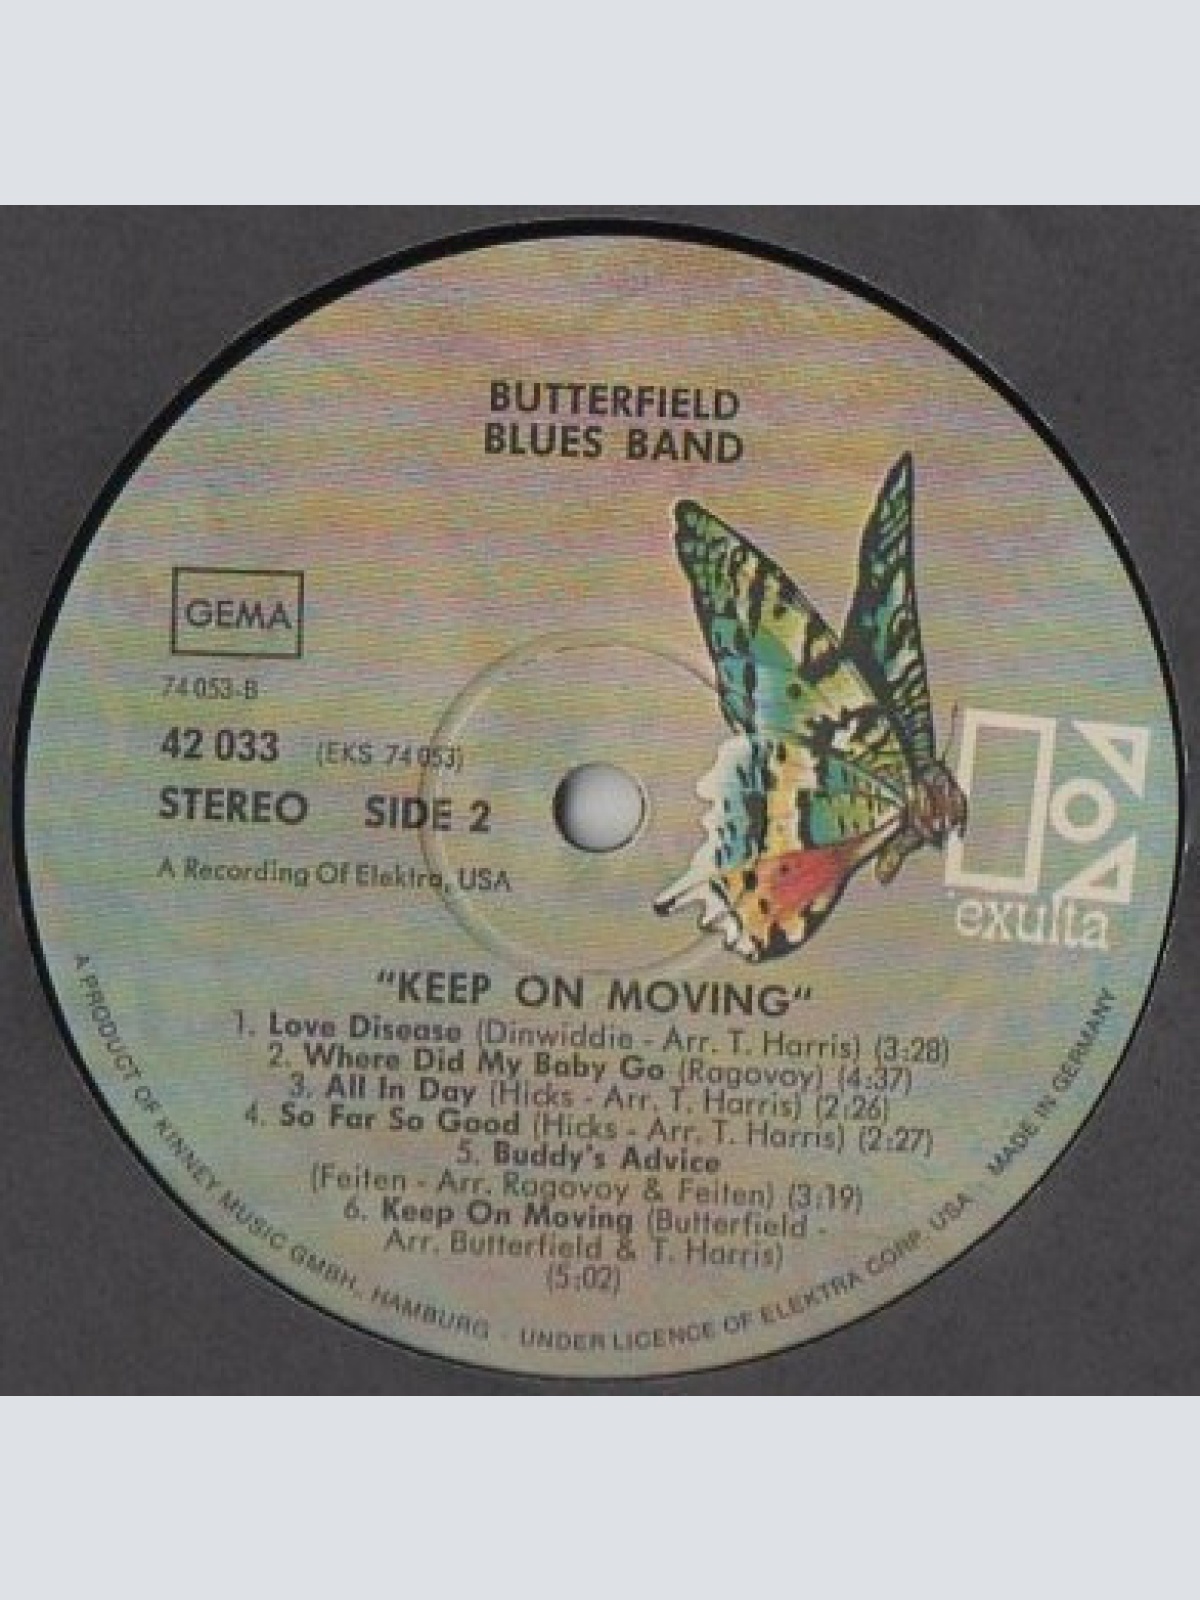 BUTTERFIELD
BLUES BAND
GEMA
74 053-B
42 033 (EKS 74 053)
STEREO SIDE 2
A Recording Of Elektra, USA
exulta
"KEEP ON MOVING"
1. Love Disease (Dinwiddie - Arr. T. Harris) (3:28)
2. Where Did My Baby Go (Ragovoy) (4:37)
3. All In Day (Hicks - Arr. T. Harris) (2:26)
4. So Far So Good (Hicks - Arr. T. Harris) (2:27)
5. Buddy's Advice
(Feiten - Arr. Ragovoy & Feiten) (3:19)
6. Keep On Moving (Butterfield -
Arr. Butterfield & T. Harris)
(5:02)
A PRODUCT OF KINNEY MUSIC GMBH., HAMBURG - UNDER LICENCE OF ELEKTRA CORP. USA - MADE IN GERMANY